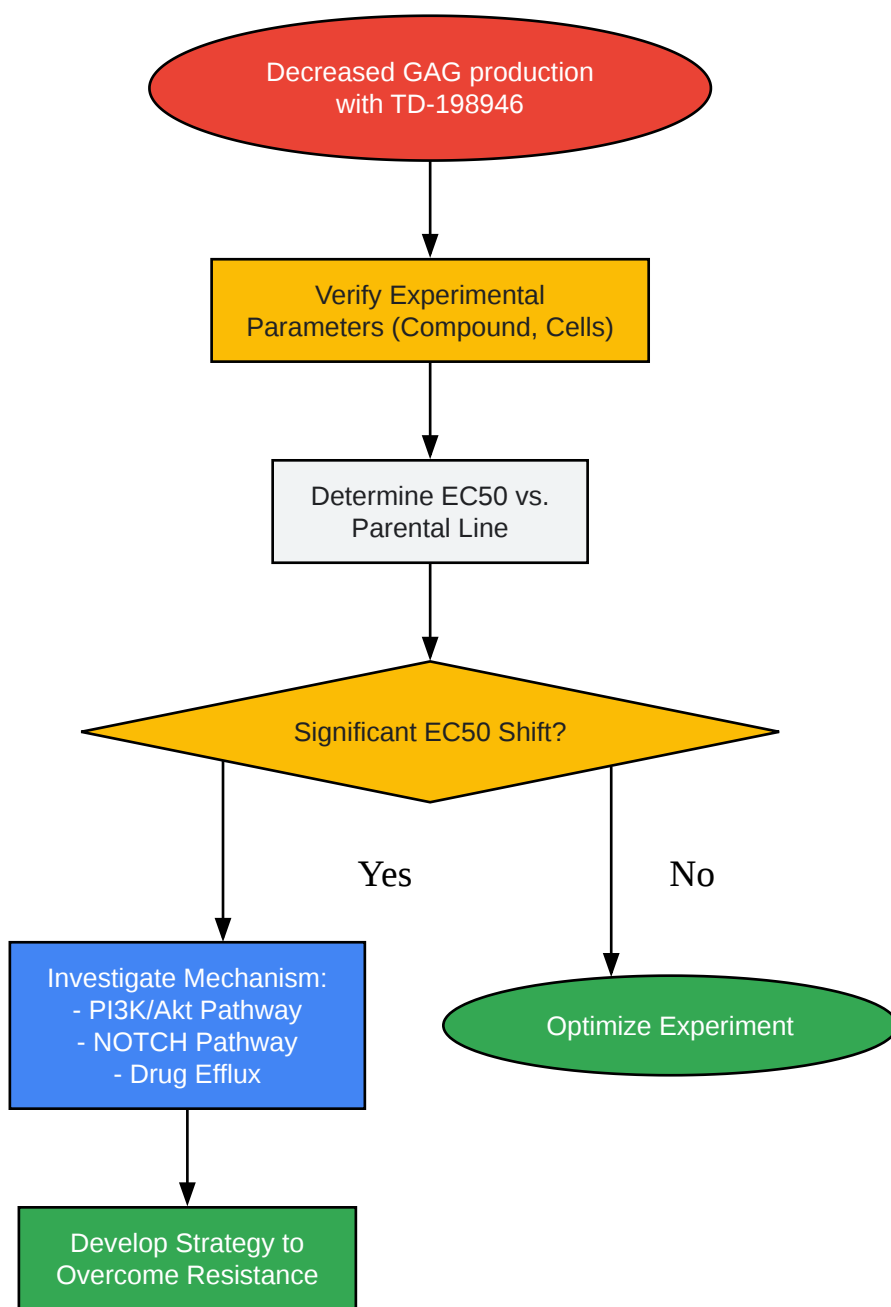 Decreased GAG production
with TD-198946
Verify Experimental
Parameters (Compound, Cells)
Determine EC50 vs.
Parental Line
Significant EC50 Shift?
Yes
No
Investigate Mechanism:
- PI3K/Akt Pathway
- NOTCH Pathway
- Drug Efflux
Optimize Experiment
Develop Strategy to
Overcome Resistance